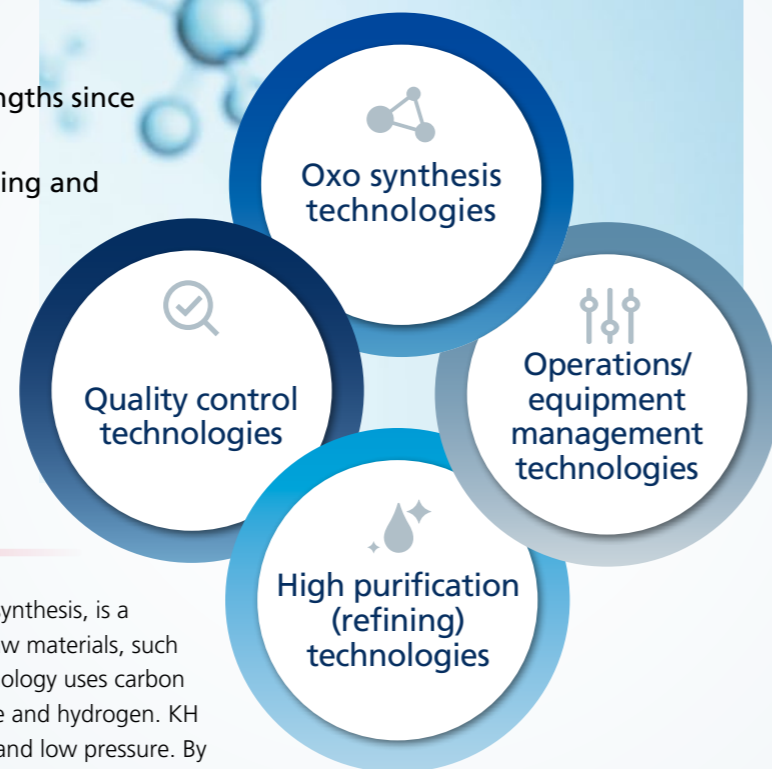 ngths since
ing and
Oxo synthesis
technologies
Quality control
technologies
Operations/
equipment
management
technologies
High purification
(refining)
technologies
synthesis, is a
w materials, such
ology uses carbon
e and hydrogen. KH
and low pressure. By